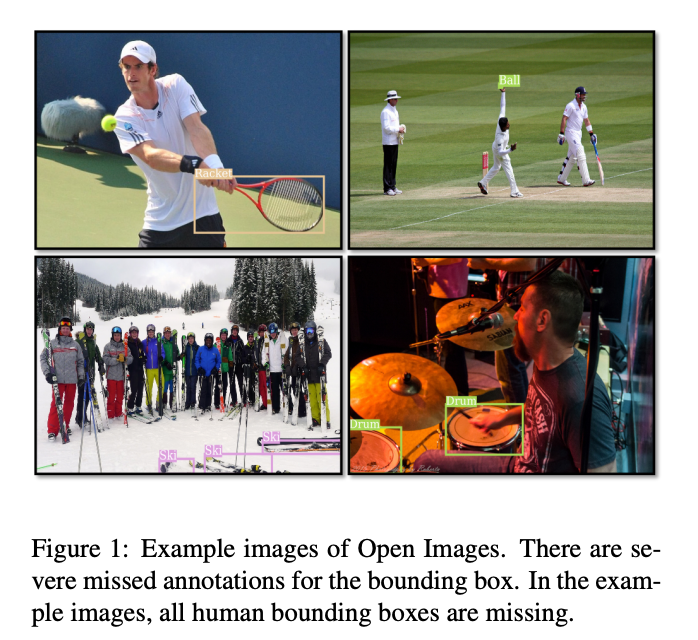 Racket
Ball
Ski
Ski
Ski
Drum
Drum
Figure 1: Example images of Open Images. There are se-
vere missed annotations for the bounding box. In the exam-
ple images, all human bounding boxes are missing.